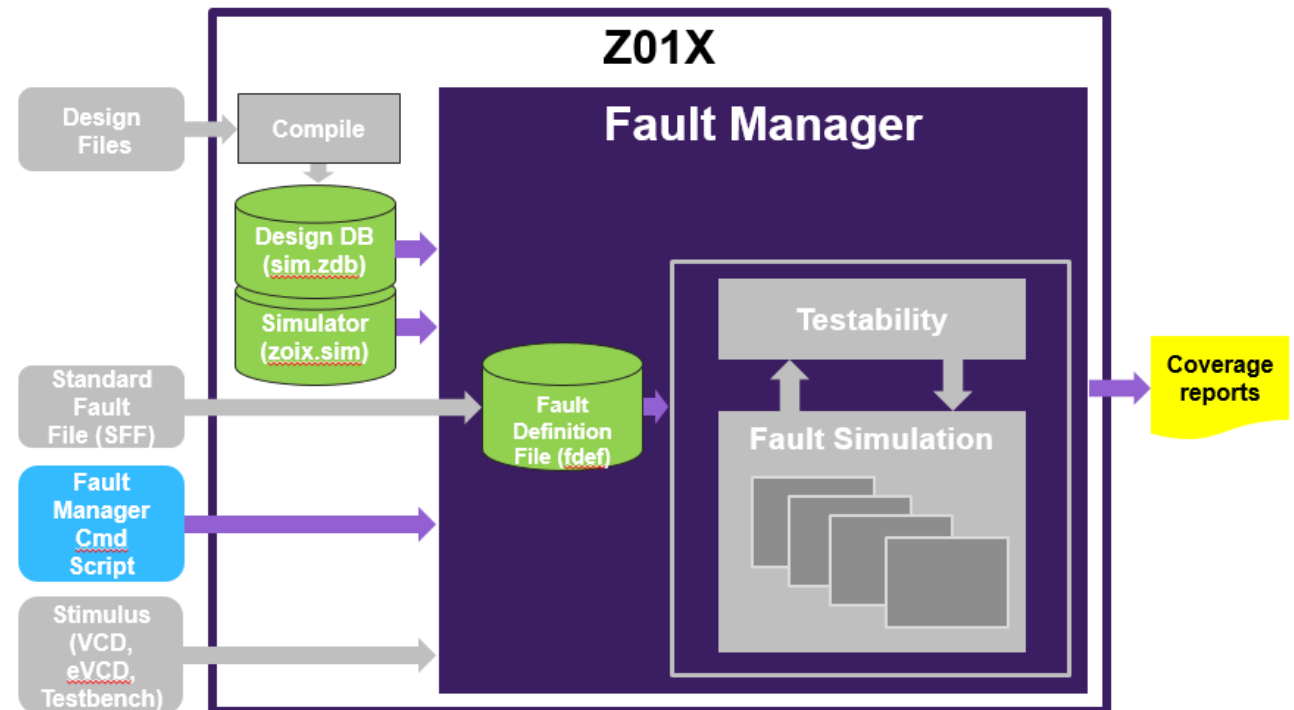 Z01X
Fault Manager
Design
Files
Compile
Design DB
(sim.zdb)
Simulator
(zoix.sim)
Standard
Fault
File (SFF)
Fault
Definition
File (fdef)
Testability
Fault Simulation
Coverage
reports
Fault
Manager
Cmd
Script
Stimulus
(VCD,
eVCD,
Testbench)